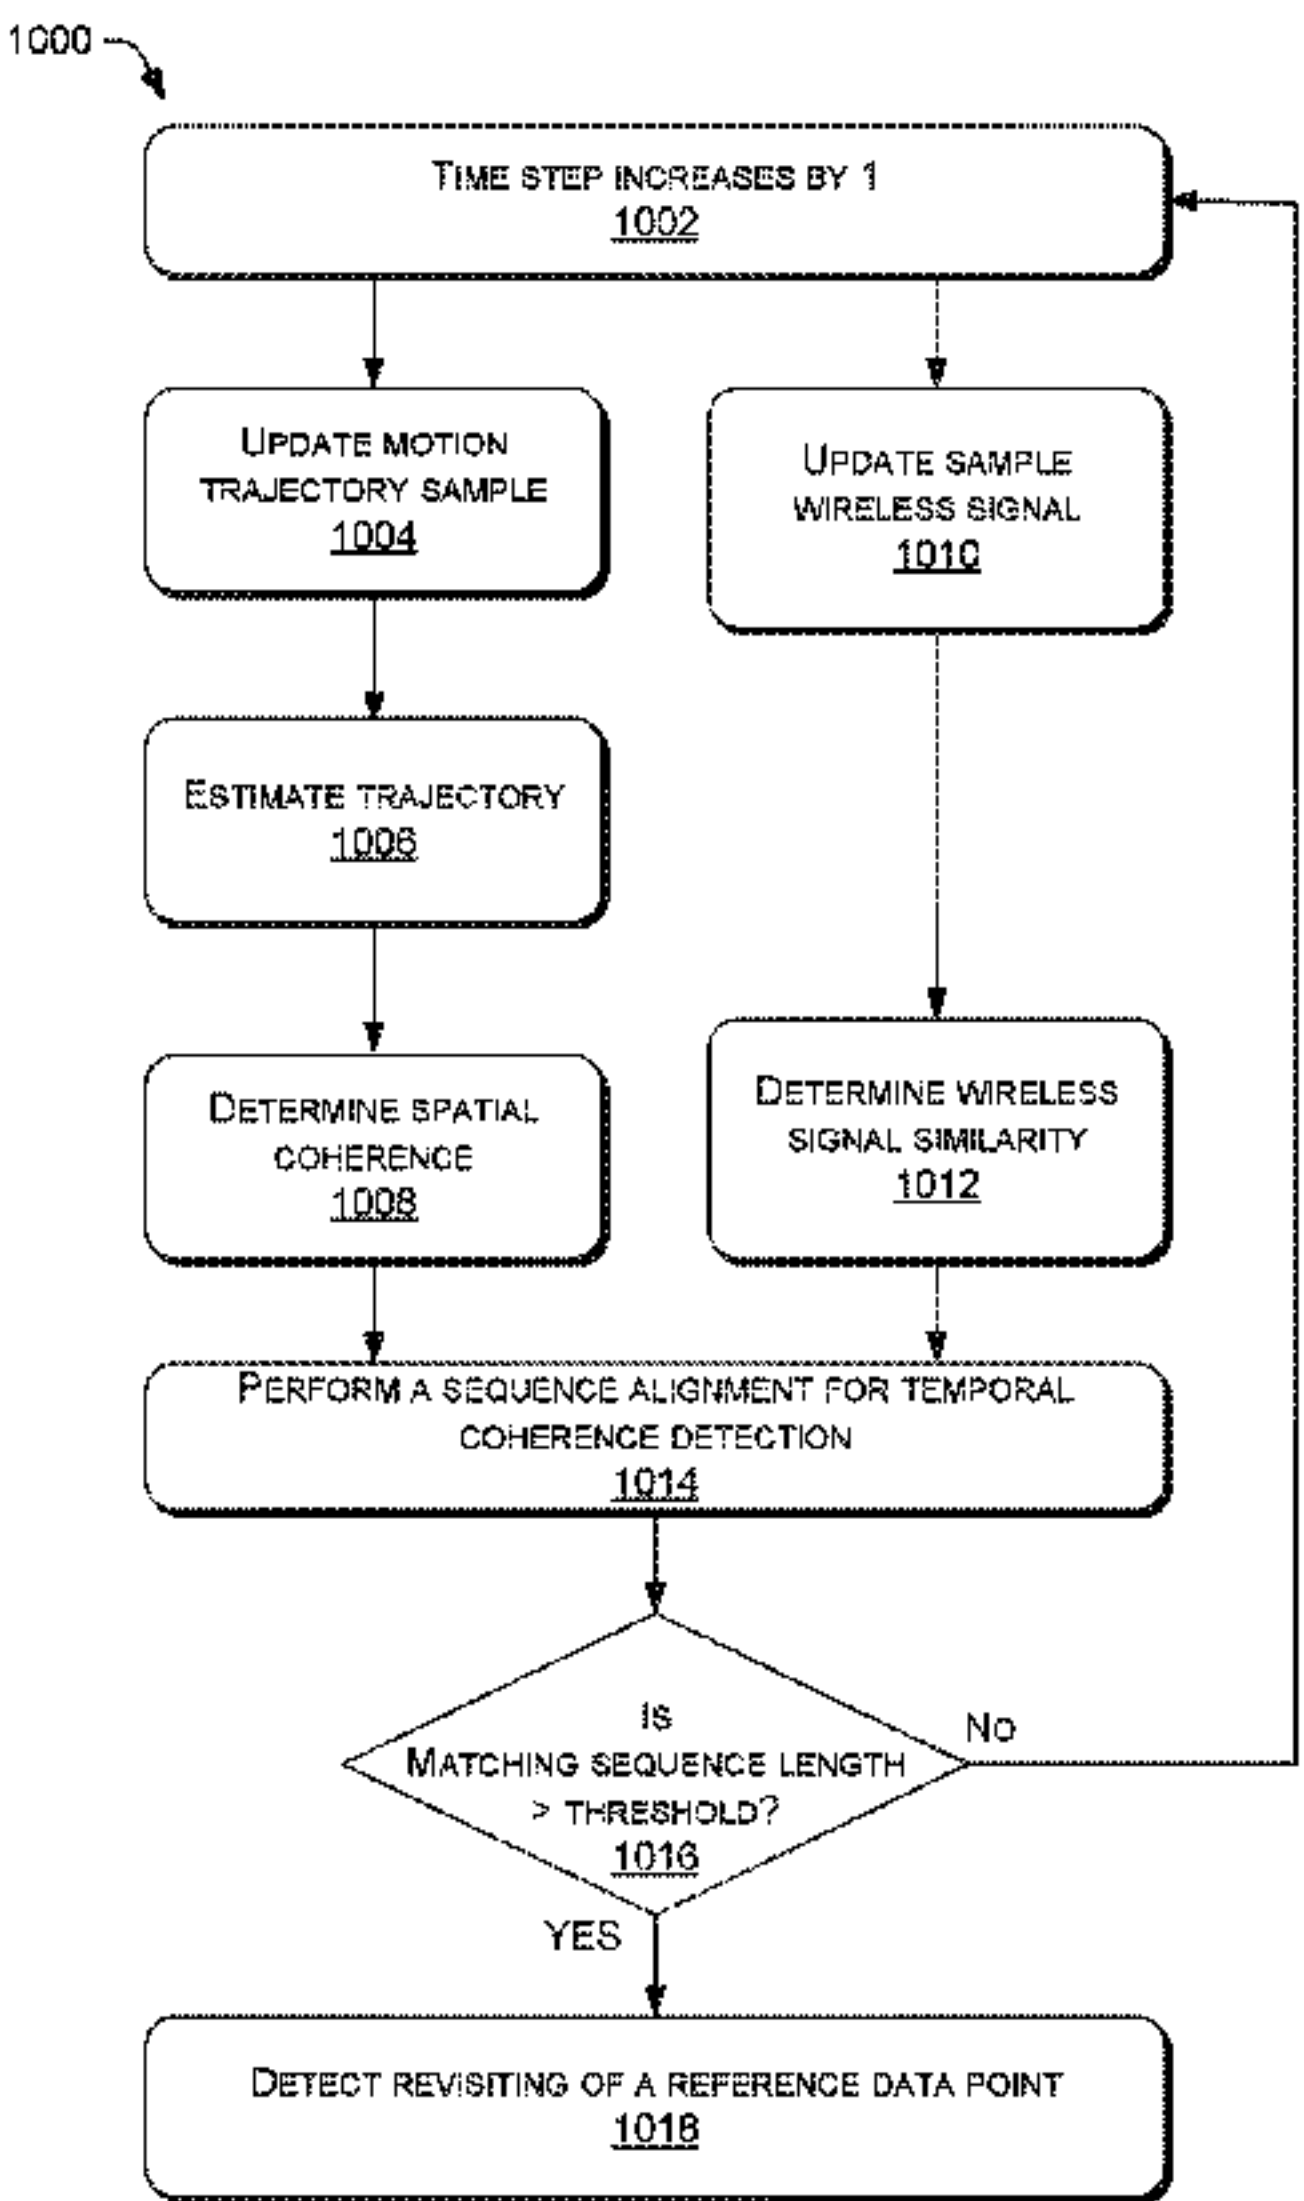 1000
TIME STEP INCREASES BY 1
1002
UPDATE MOTION
TRAJECTORY SAMPLE
1004
UPDATE SAMPLE
WIRELESS SIGNAL
1010
ESTIMATE TRAJECTORY
1006
DETERMINE SPATIAL
COHERENCE
1008
DETERMINE WIRELESS
SIGNAL SIMILARITY
1012
PERFORM A SEQUENCE ALIGNMENT FOR TEMPORAL
COHERENCE DETECTION
1014
IS
MATCHING SEQUENCE LENGTH
> THRESHOLD?
1016
NO
YES
DETECT REVISITING OF A REFERENCE DATA POINT
1018